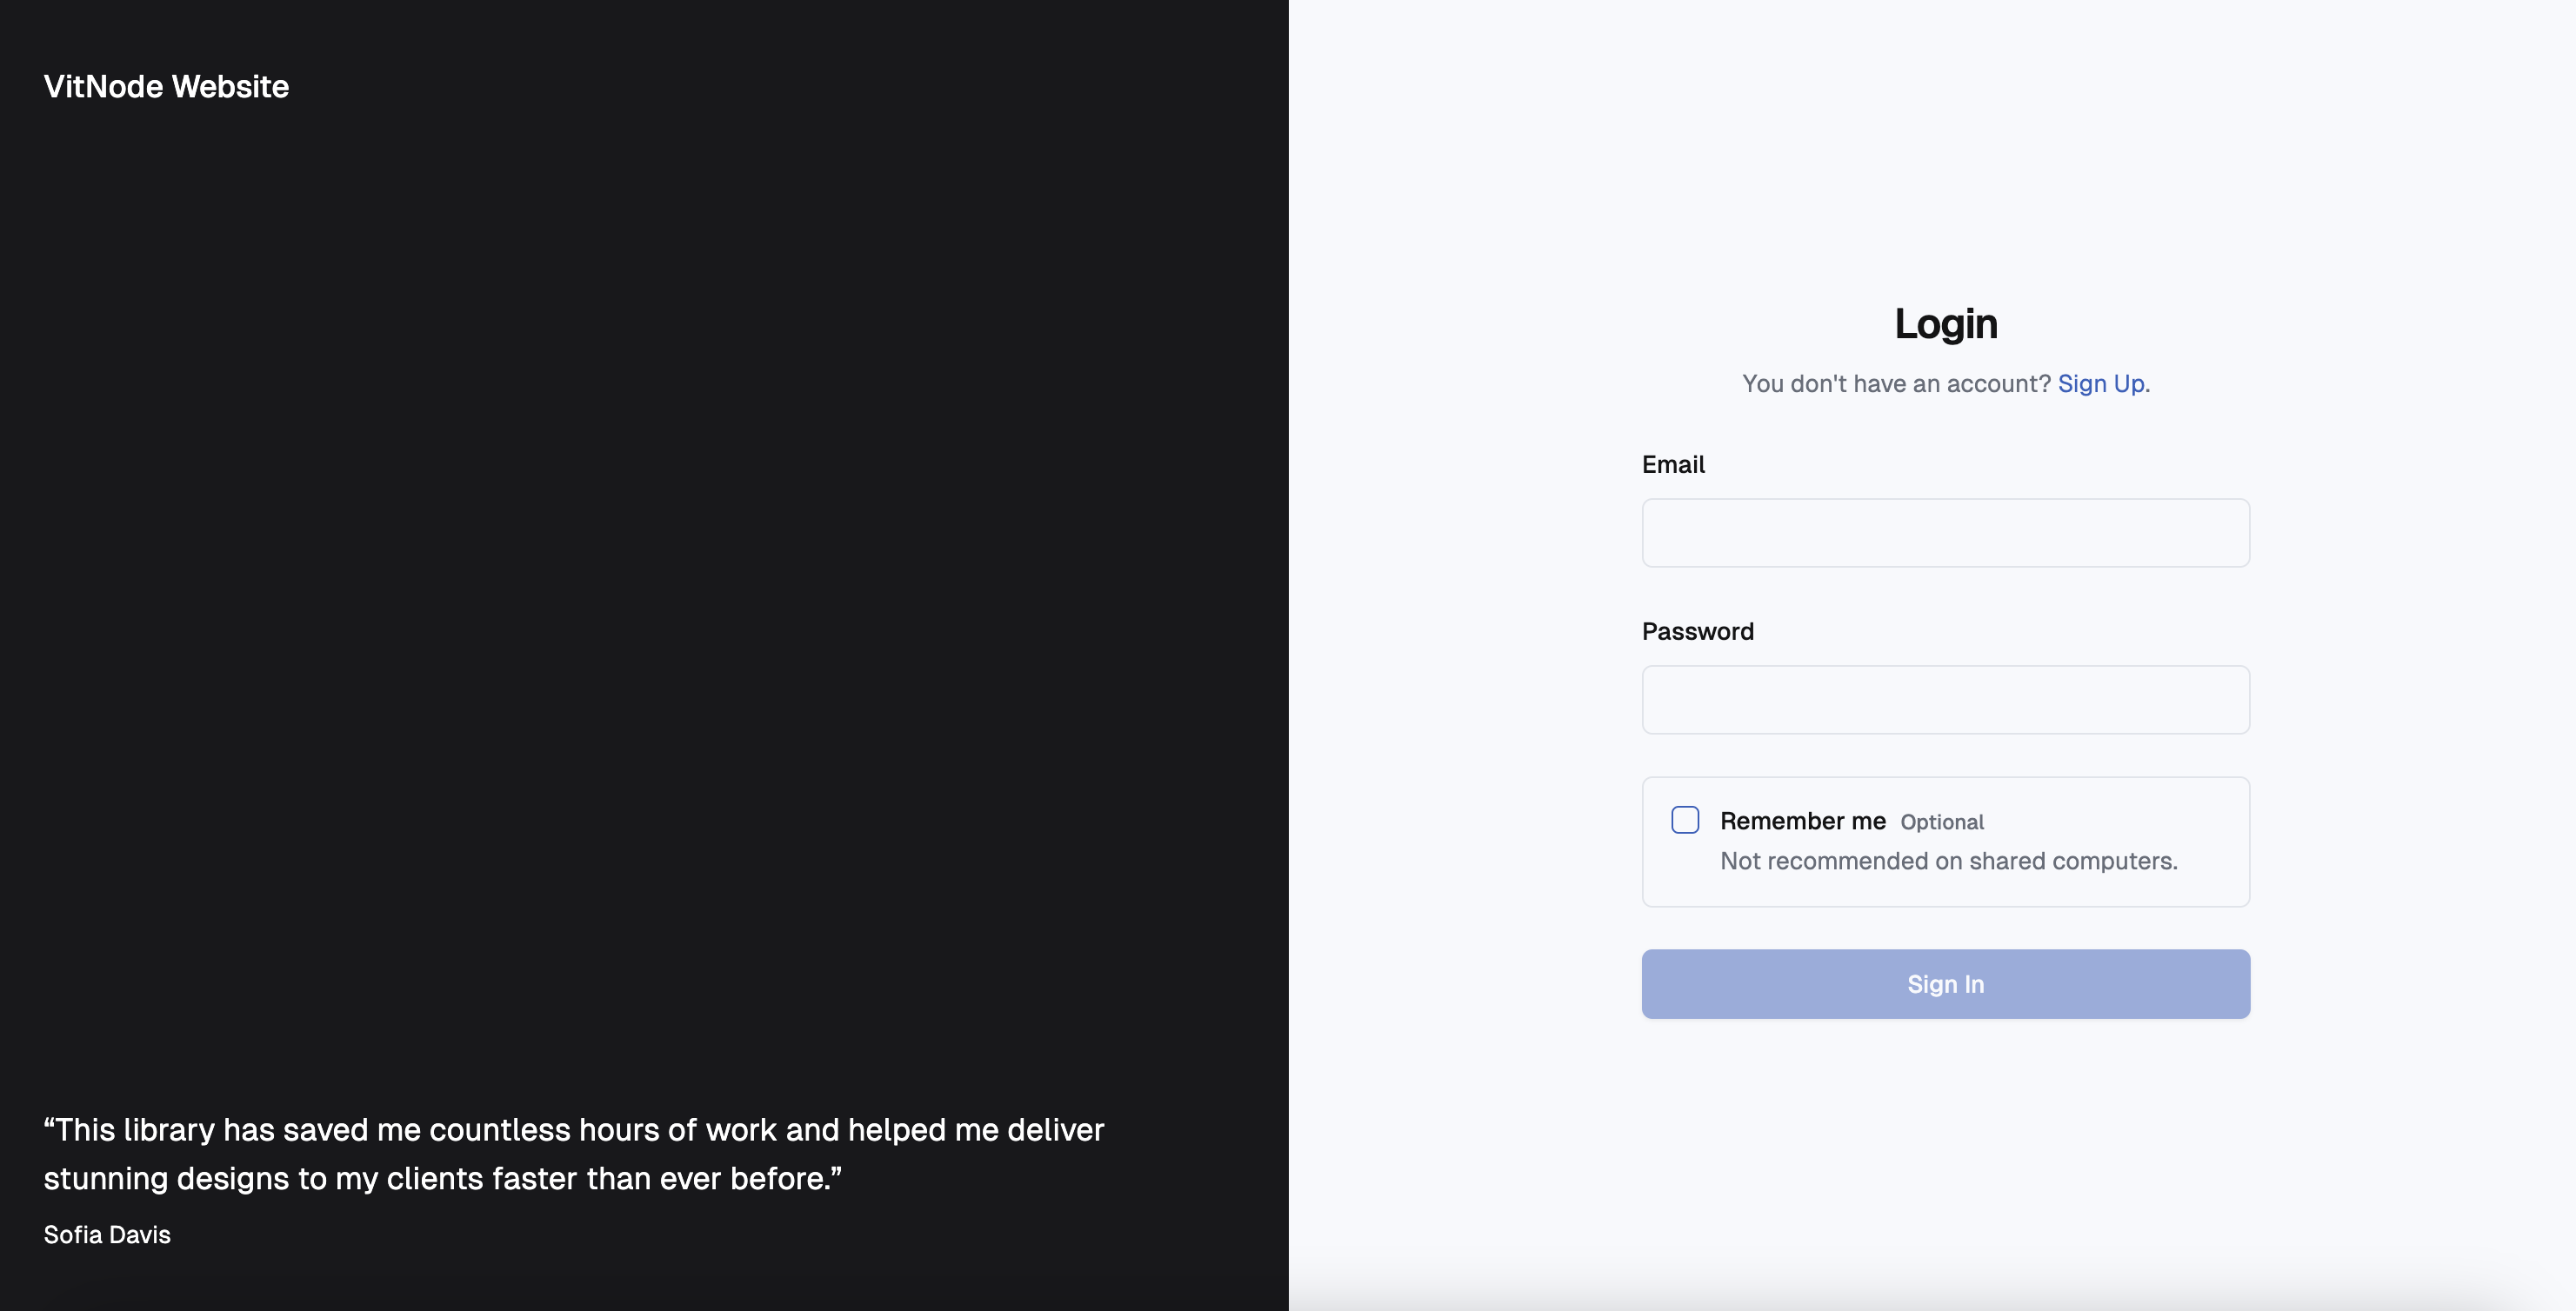 VitNode Website
“This library has saved me countless hours of work and helped me deliver
stunning designs to my clients faster than ever before.”
Sofia Davis
Login
You don't have an account? Sign Up.
Email
Password
Remember me Optional
Not recommended on shared computers.
Sign In